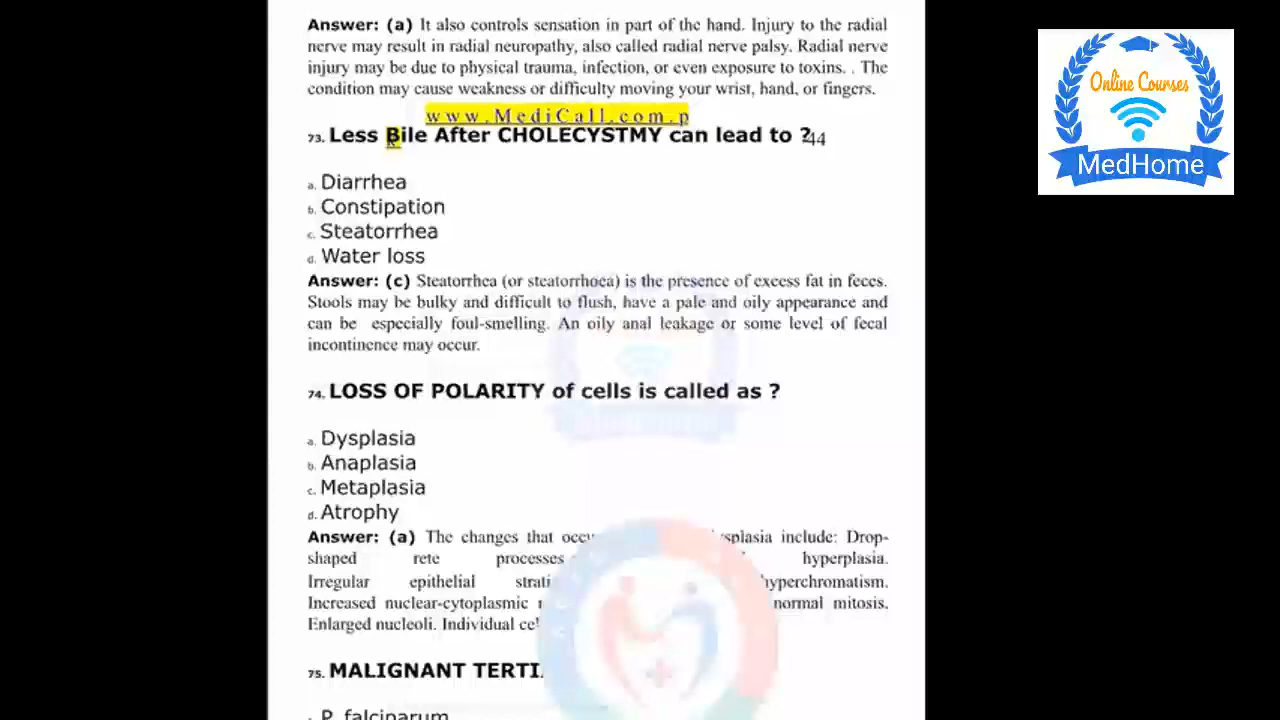 Answer: (a) It also controls sensation in part of the hand. Injury to the radial
nerve may result in radial neuropathy, also called radial nerve palsy. Radial nerve
injury may be due to physical trauma, infection, or even exposure to toxins. . The
condition may cause weakness or difficulty moving your wrist, hand, or fingers.
www.MediCall.com.p
73. Less Bile After CHOLECYSTMY can lead to ?44
a. Diarrhea
b. Constipation
c. Steatorrhea
d. Water loss
Answer: (c) Steatorrhea (or steatorrhoea) is the presence of excess fat in feces.
Stools may be bulky and difficult to flush, have a pale and oily appearance and
can be especially foul-smelling. An oily anal leakage or some level of fecal
incontinence may occur.
74. LOSS OF POLARITY of cells is called as ?
a. Dysplasia
b. Anaplasia
c. Metaplasia
d. Atrophy
Answer: (a) The changes that include: Drop-
shaped rete processes hyperplasia.
Irregular epithelial hyperchromatism.
Increased nuclear-cytoplasmic normal mitosis.
Enlarged nucleoli. Individual
75. MALIGNANT
P. falciparum
Online Courses
MedHome